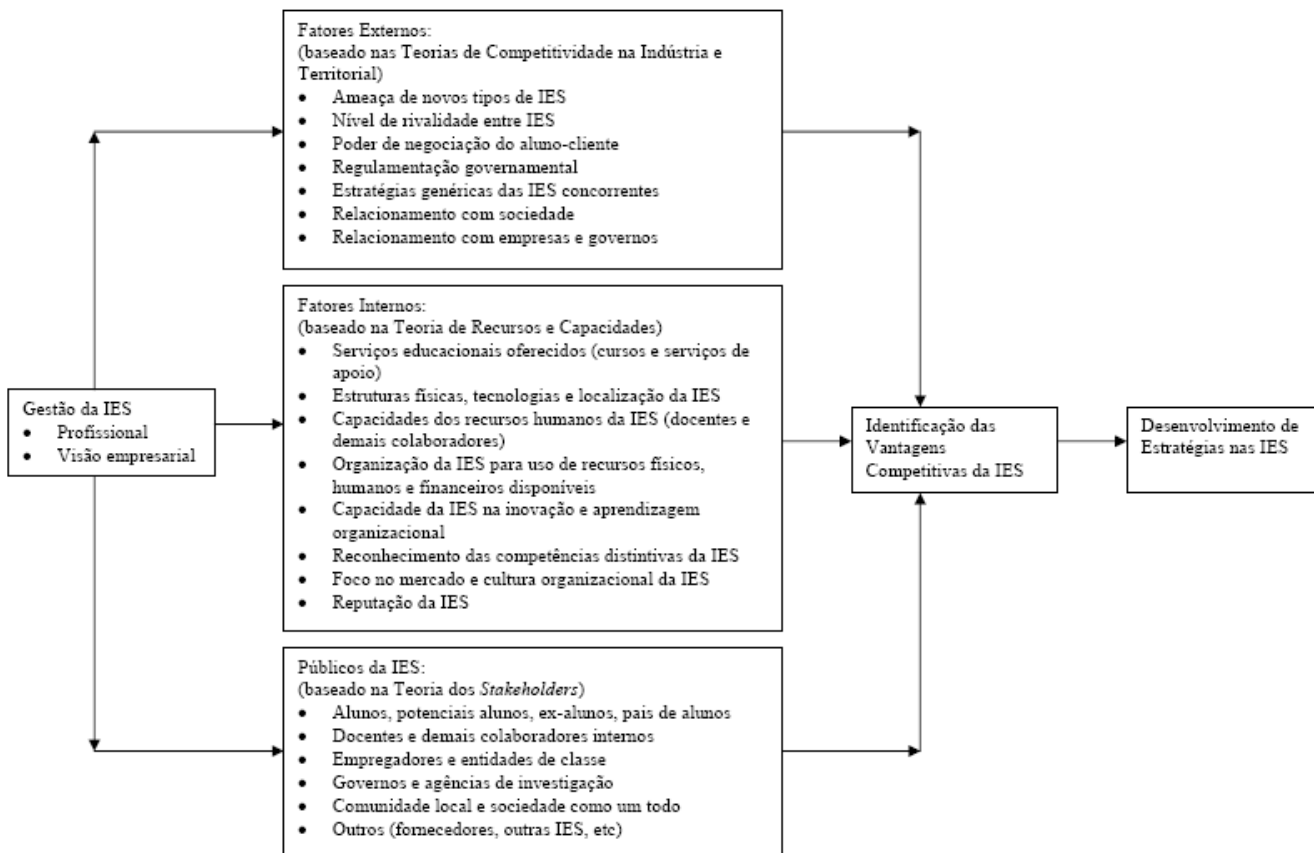 Fatores Externos:
(baseado nas Teorias de Competitividade na Indústria e
Territorial)
• Ameaça de novos tipos de IES
• Nível de rivalidade entre IES
• Poder de negociação do aluno-cliente
• Regulamentação governamental
• Estratégias genéricas das IES concorrentes
• Relacionamento com sociedade
• Relacionamento com empresas e governos
Gestão da IES
• Profissional
• Visão empresarial
Fatores Internos:
(baseado na Teoria de Recursos e Capacidades)
• Serviços educacionais oferecidos (cursos e serviços de
apoio)
• Estruturas físicas, tecnologias e localização da IES
• Capacidades dos recursos humanos da IES (docentes e
demais colaboradores)
• Organização da IES para uso de recursos físicos,
humanos e financeiros disponíveis
• Capacidade da IES na inovação e aprendizagem
organizacional
• Reconhecimento das competências distintivas da IES
• Foco no mercado e cultura organizacional da IES
• Reputação da IES
Públicos da IES:
(baseado na Teoria dos Stakeholders)
• Alunos, potenciais alunos, ex-alunos, pais de alunos
• Docentes e demais colaboradores internos
• Empregadores e entidades de classe
• Governos e agências de investigação
• Comunidade local e sociedade como um todo
• Outros (fornecedores, outras IES, etc)
Identificação das
Vantagens
Competitivas da IES
Desenvolvimento de
Estratégias nas IES